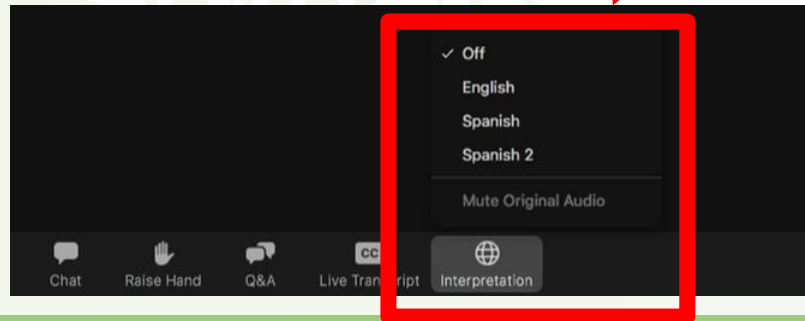 ✓ Off
English
Spanish
Spanish 2
Mute Original Audio
CC
Chat Raise Hand Q&A Live Transcript Interpretation